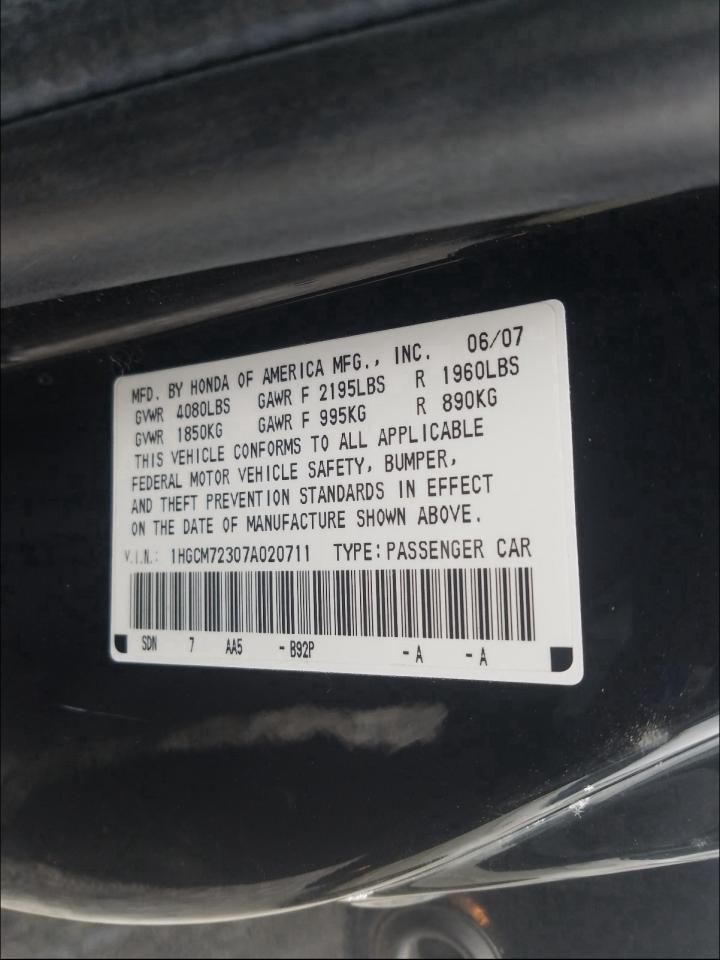 MFD. BY HONDA OF AMERICA MFG., INC. 06/07
GVWR 4080LBS GAWR F 2195LBS R 1960LBS
GVWR 1850KG GAWR F 995KG R 890KG
THIS VEHICLE CONFORMS TO ALL APPLICABLE
FEDERAL MOTOR VEHICLE SAFETY, BUMPER,
AND THEFT PREVENTION STANDARDS IN EFFECT
ON THE DATE OF MANUFACTURE SHOWN ABOVE.
V.I.N.: 1HGCM72307A020711 TYPE: PASSENGER CAR
SDN 7 AA5 - B92P - A - A